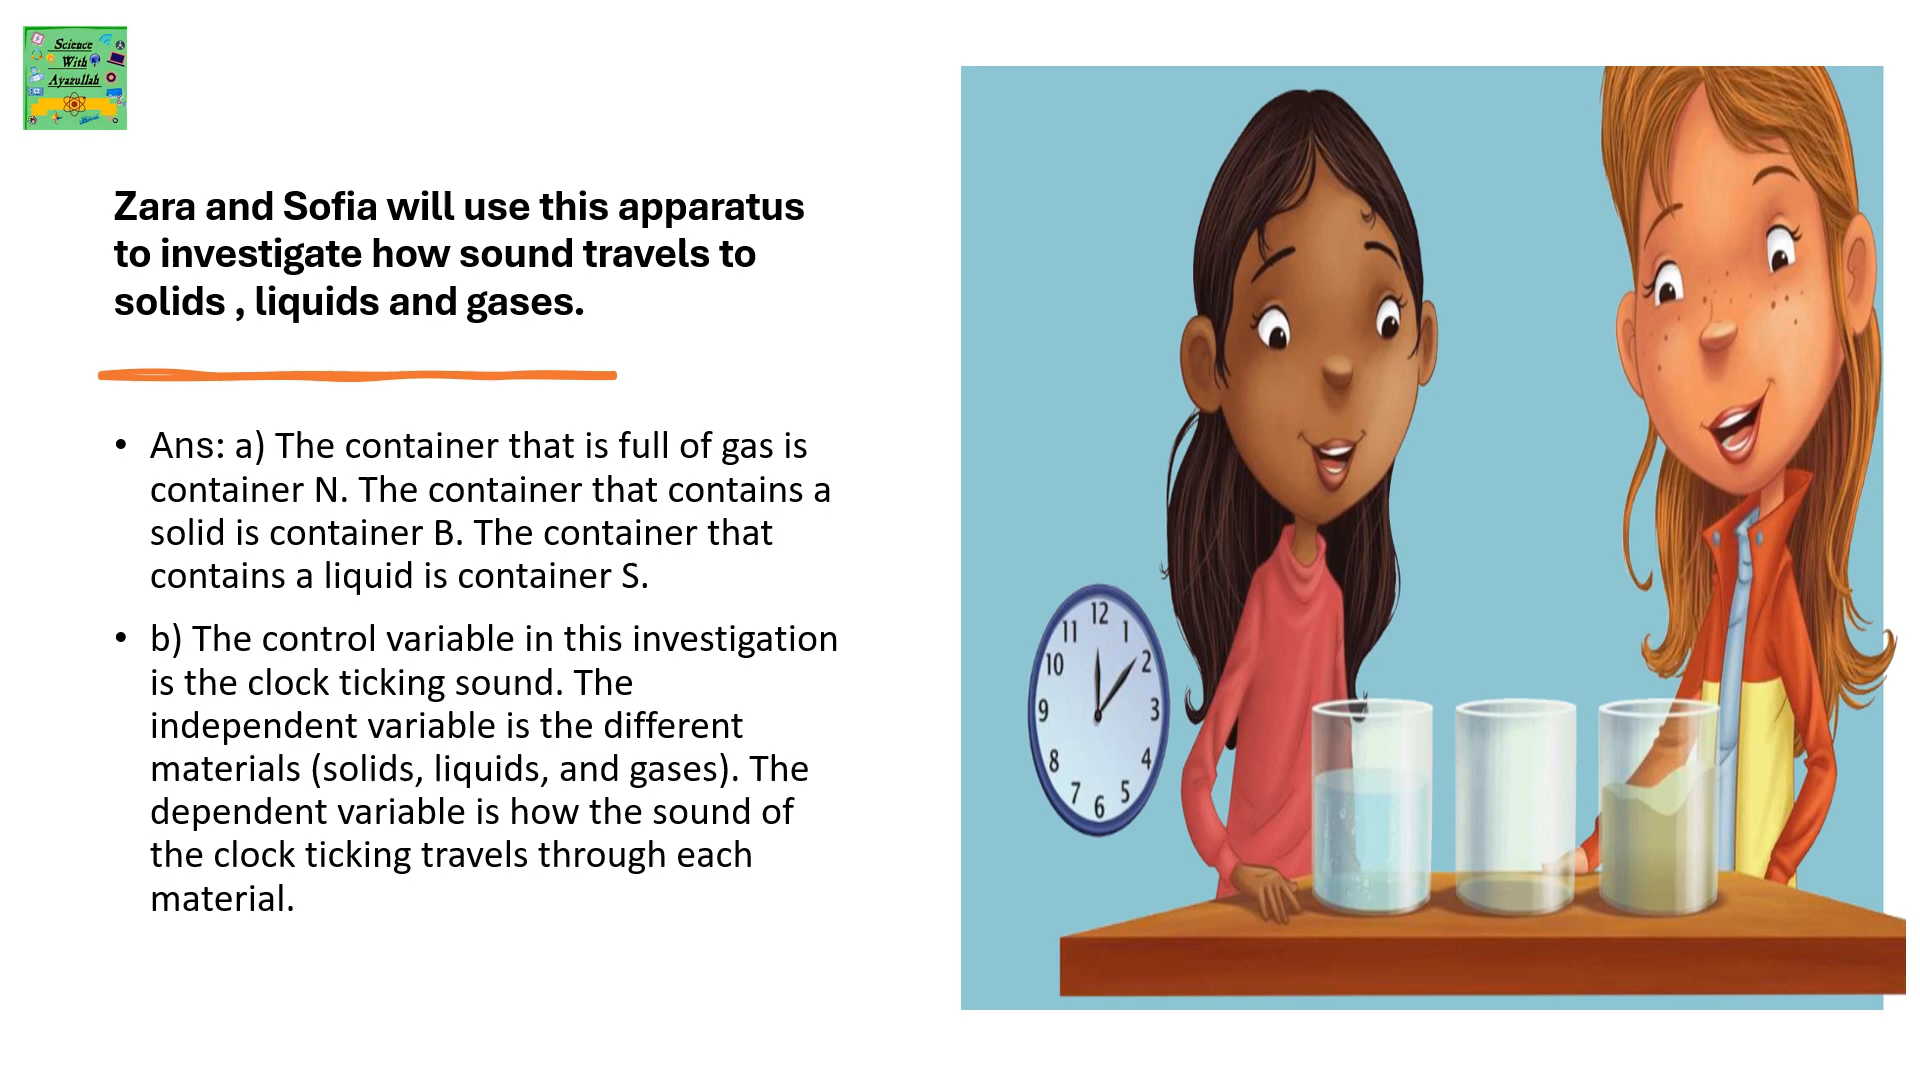 Science
With
Ayazullah
Zara and Sofia will use this apparatus
to investigate how sound travels to
solids , liquids and gases.
• Ans: a) The container that is full of gas is
container N. The container that contains a
solid is container B. The container that
contains a liquid is container S.
• b) The control variable in this investigation
is the clock ticking sound. The
independent variable is the different
materials (solids, liquids, and gases). The
dependent variable is how the sound of
the clock ticking travels through each
material.
12
11 1
10 2
9 3
8 4
7 5
6